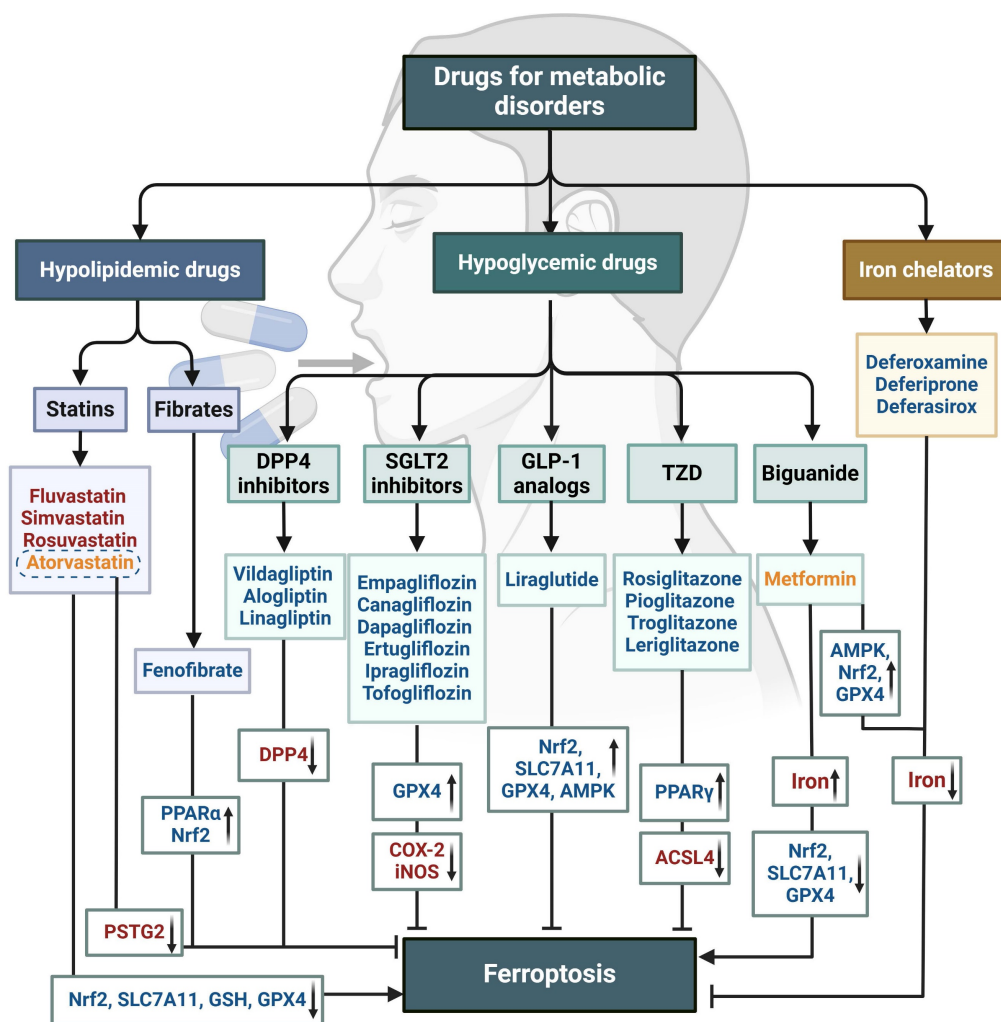 Drugs for metabolic
disorders
Hypolipidemic drugs
Hypoglycemic drugs
Iron chelators
Deferoxamine
Deferiprone
Deferasirox
Statins
Fibrates
DPP4
inhibitors
SGLT2
inhibitors
GLP-1
analogs
TZD
Biguanide
Fluvastatin
Simvastatin
Rosuvastatin
Atorvastatin
Fenofibrate
Vildagliptin
Alogliptin
Linagliptin
Empagliflozin
Canagliflozin
Dapagliflozin
Ertugliflozin
Ipragliflozin
Tofogliflozin
Liraglutide
Rosiglitazone
Pioglitazone
Troglitazone
Leriglitazone
Metformin
AMPK,
Nrf2,
GPX4
DPP4
PPARα
Nrf2
GPX4
COX-2
iNOS
Nrf2,
SLC7A11,
GPX4, AMPK
PPARγ
ACSL4
Iron
Nrf2,
SLC7A11,
GPX4
Iron
PSTG2
Nrf2, SLC7A11, GSH, GPX4
Ferroptosis